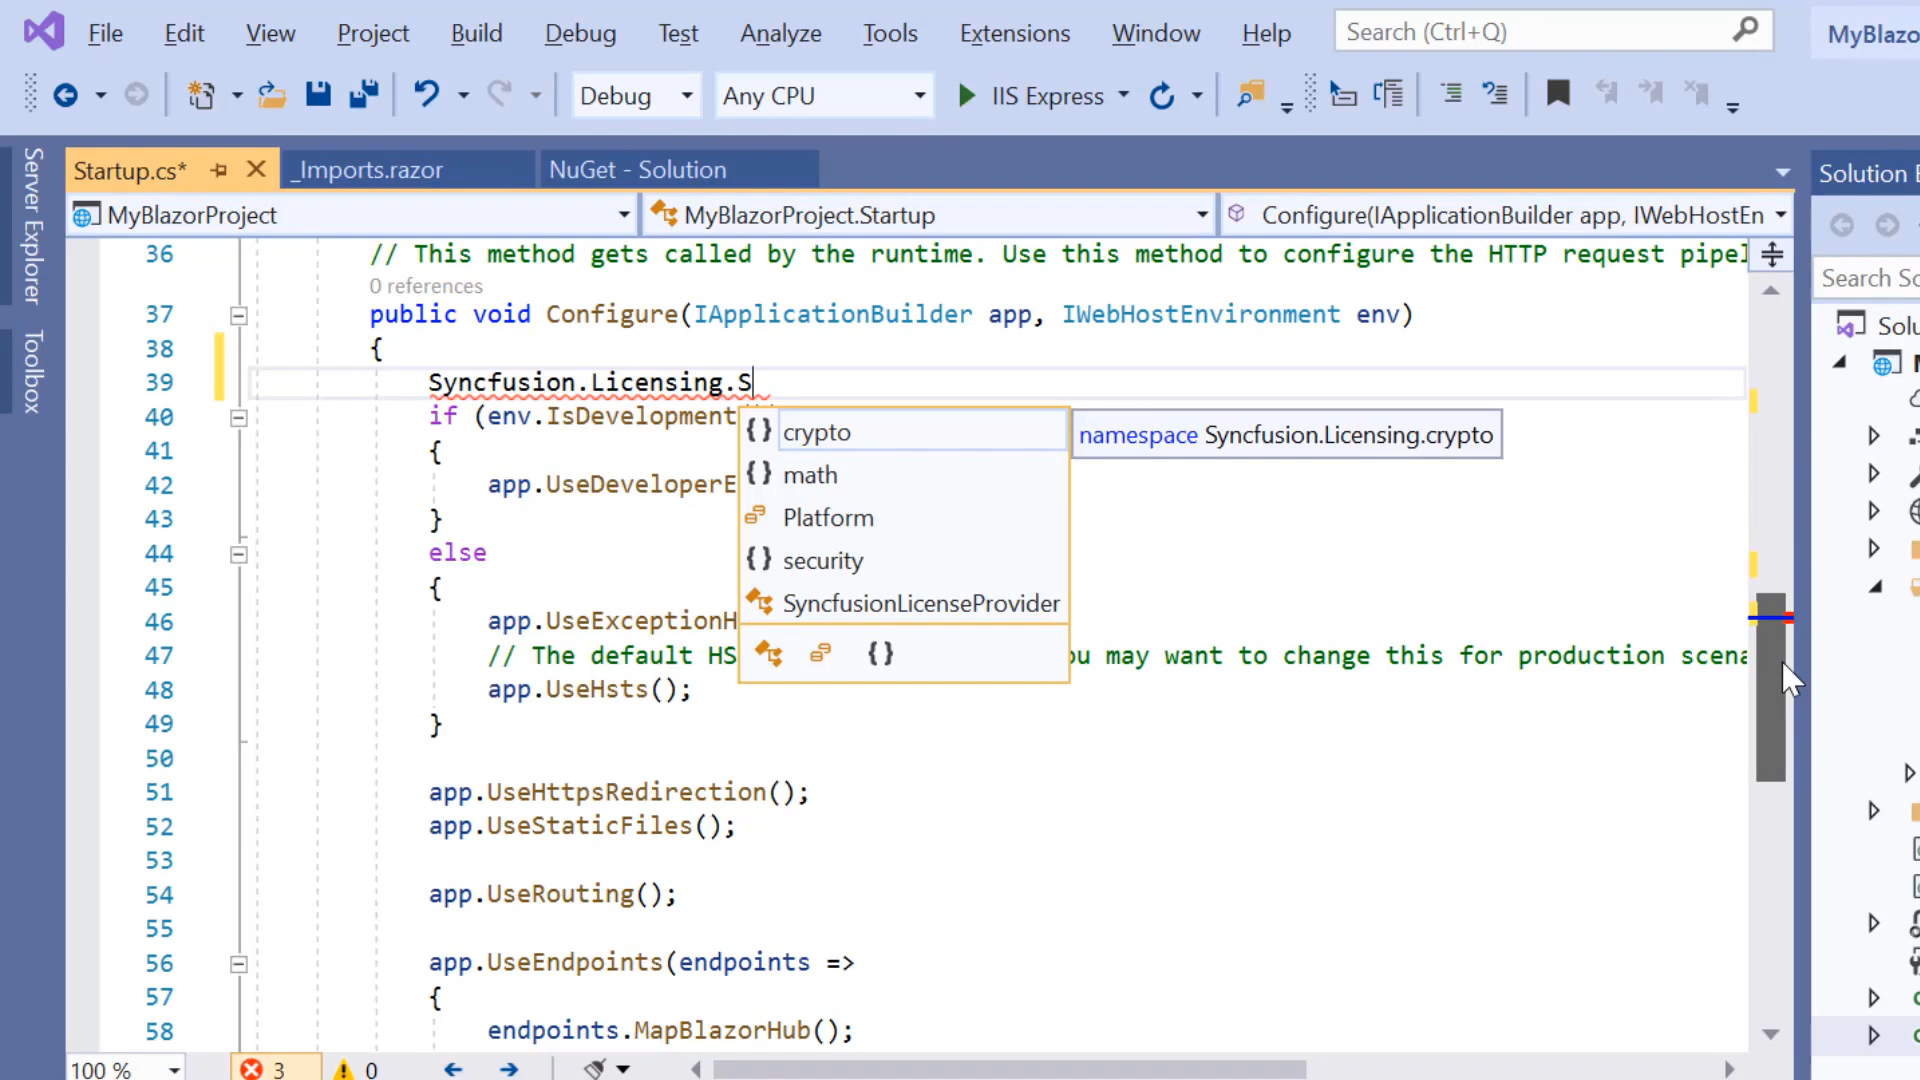 File Edit View Project Build Debug Test Analyze Tools Extensions Window Help Search (Ctrl+Q) MyBlazo
Debug Any CPU IIS Express
Server Explorer
Toolbox
Startup.cs* _Imports.razor NuGet - Solution
MyBlazorProject MyBlazorProject.Startup Configure(IApplicationBuilder app, IWebHostEn
36 // This method gets called by the runtime. Use this method to configure the HTTP request pipel
0 references
37 public void Configure(IApplicationBuilder app, IWebHostEnvironment env)
38 {
39 Syncfusion.Licensing.S
40 if (env.IsDevelopment
41 {
42 app.UseDeveloperE
43 }
44 else
45 {
46 app.UseExceptionH
47 // The default HS ou may want to change this for production scena
48 app.UseHsts();
49 }
50
51 app.UseHttpsRedirection();
52 app.UseStaticFiles();
53
54 app.UseRouting();
55
56 app.UseEndpoints(endpoints =>
57 {
58 endpoints.MapBlazorHub();
{} crypto
{} math
Platform
{} security
SyncfusionLicenseProvider
{}
namespace Syncfusion.Licensing.crypto
100 % 3 0
Solution E
Search So
Solu